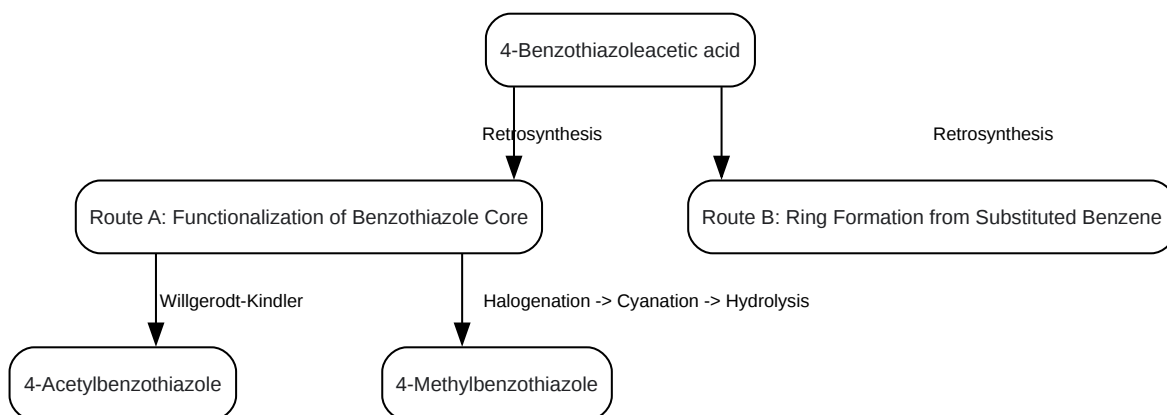 4-Benzothiazoleacetic acid
Retrosynthesis
Retrosynthesis
Route A: Functionalization of Benzothiazole Core
Route B: Ring Formation from Substituted Benzene
Willgerodt-Kindler
Halogenation -> Cyanation -> Hydrolysis
4-Acetylbenzothiazole
4-Methylbenzothiazole